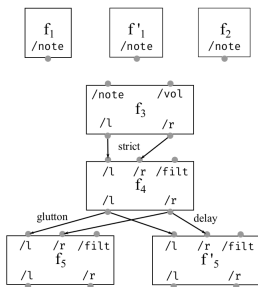 f1 f'1 f2
/note /note /note
/note /vol
f3
/l /r
strict
/l /r /filt
f4
/l /r
glutton delay
/l /r /filt /l /r /filt
f5 f'5
/l /r /l /r